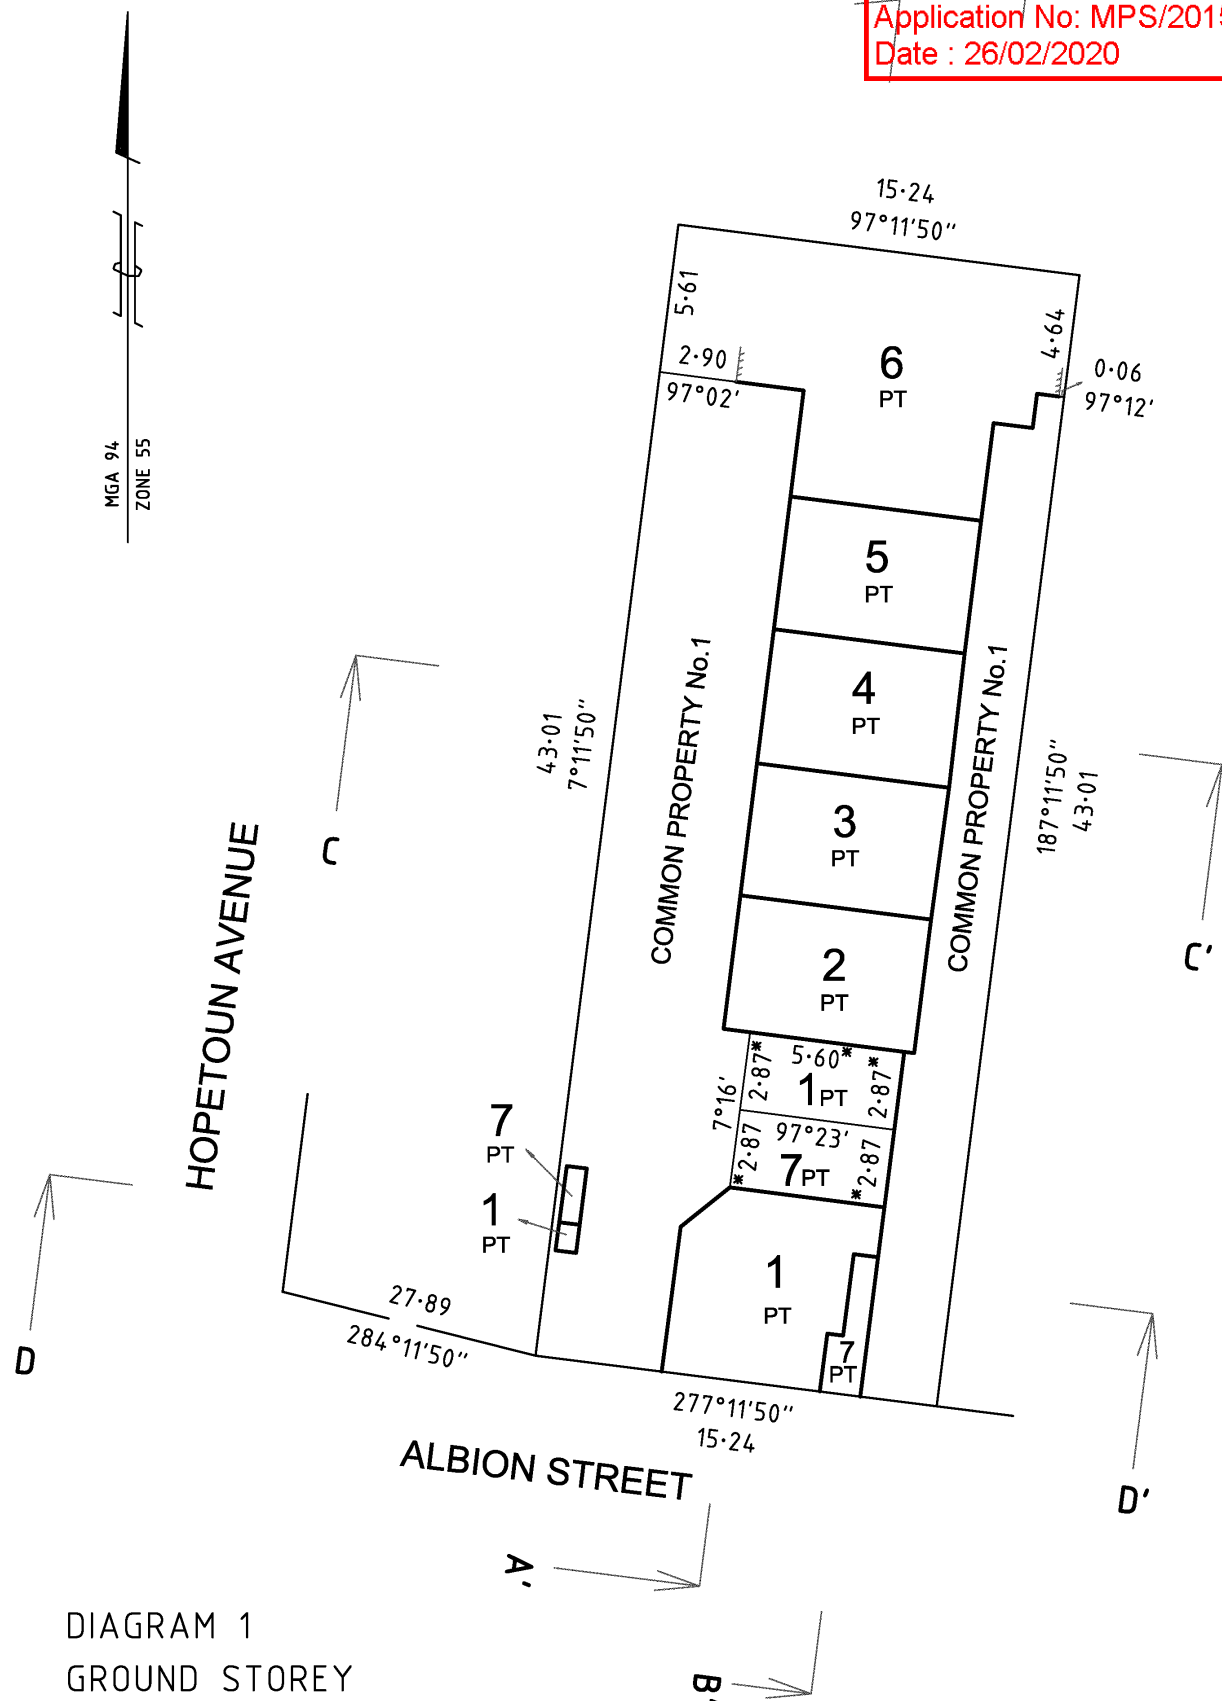 Application No: MPS/2015
Date : 26/02/2020
15·24
97°11'50"
5·61
4·64
2·90
97°02'
0·06
97°12'
6
PT
MGA 94
ZONE 55
5
PT
4
PT
3
PT
2
PT
COMMON PROPERTY No.1
COMMON PROPERTY No.1
43·01
7°11'50"
187°11'50"
43·01
C
C'
HOPETOUN AVENUE
2·87*
5·60*
2·87*
1 PT
7°16'
97°23'
*2·87
*2·87
7 PT
7
PT
1
PT
1
PT
7
PT
27·89
284°11'50"
277°11'50"
15·24
D
D'
ALBION STREET
A'
B'
DIAGRAM 1
GROUND STOREY